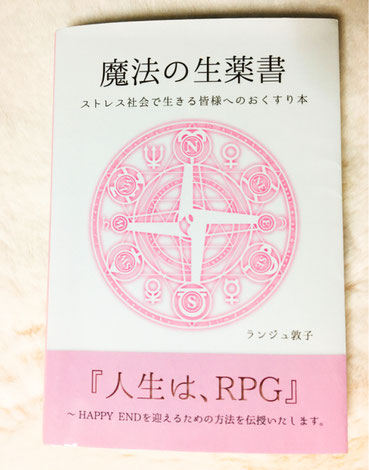 魔法の生薬書
ストレス社会で生きる皆様へのおくすり本
N
S
ランジュ敦子
『人生は、RPG』
～HAPPY ENDを迎えるための方法を伝授いたします。